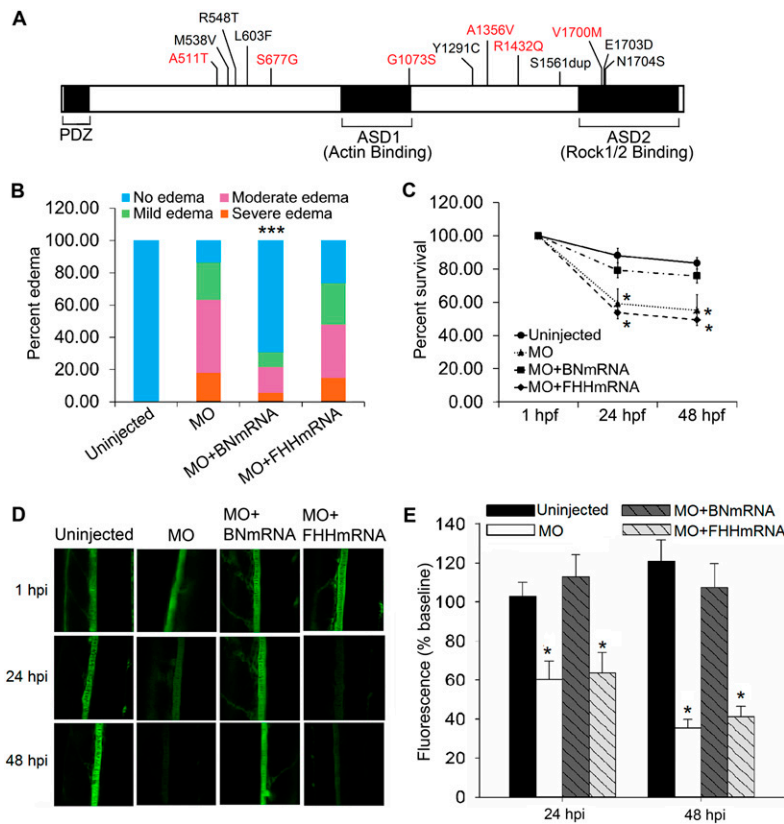 A
R548T
M538V
L603F
A511T
S677G
G1073S
Y1291C
A1356V
R1432Q
S1561dup
V1700M
E1703D
N1704S
PDZ
ASD1
(Actin Binding)
ASD2
(Rock1/2 Binding)
B
No edema
Moderate edema
Mild edema
Severe edema
***
120.00
100.00
80.00
60.00
40.00
20.00
0.00
Percent edema
Uninjected
MO
MO+BNmRNA
MO+FHHmRNA
C
120.00
100.00
80.00
60.00
40.00
20.00
0.00
Percent survival
*
*
*
*
Uninjected
MO
MO+BNmRNA
MO+FHHmRNA
1 hpf
24 hpf
48 hpf
D
Uninjected
MO
MO+
BNmRNA
MO+
FHHmRNA
1 hpi
24 hpi
48 hpi
E
Uninjected
MO
MO+BNmRNA
MO+FHHmRNA
140
120
100
80
60
40
20
0
Fluorescence (% baseline)
*
*
*
*
24 hpi
48 hpi